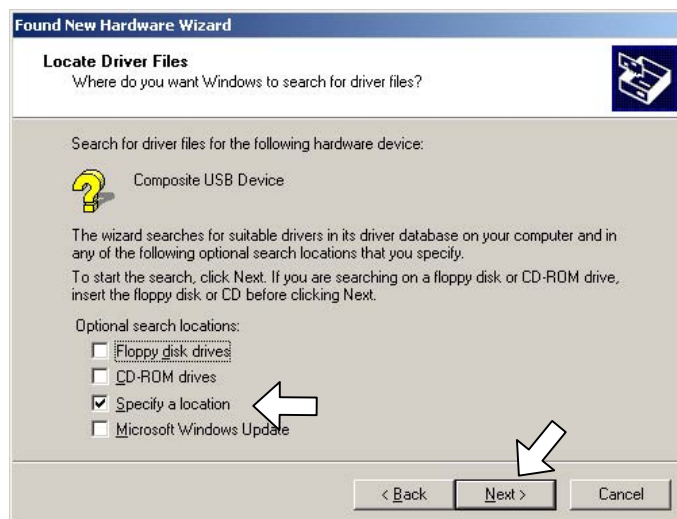 Found New Hardware Wizard
Locate Driver Files
Where do you want Windows to search for driver files?
Search for driver files for the following hardware device:
Composite USB Device
The wizard searches for suitable drivers in its driver database on your computer and in
any of the following optional search locations that you specify.
To start the search, click Next. If you are searching on a floppy disk or CD-ROM drive,
insert the floppy disk or CD before clicking Next.
Optional search locations:
Floppy disk drives
CD-ROM drives
Specify a location
Microsoft Windows Update
< Back Next > Cancel